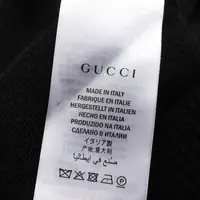 GUCCI
MADE IN ITALY
FABRIQUE EN ITALIE
HERGESTELLT IN ITALIEN
HECHO EN ITALIA
PRODUZIDO NA ITALIA
СДЕЛАНО В ИТАЛИИ
イタリア製
产地:意大利
صنع في إيطاليا